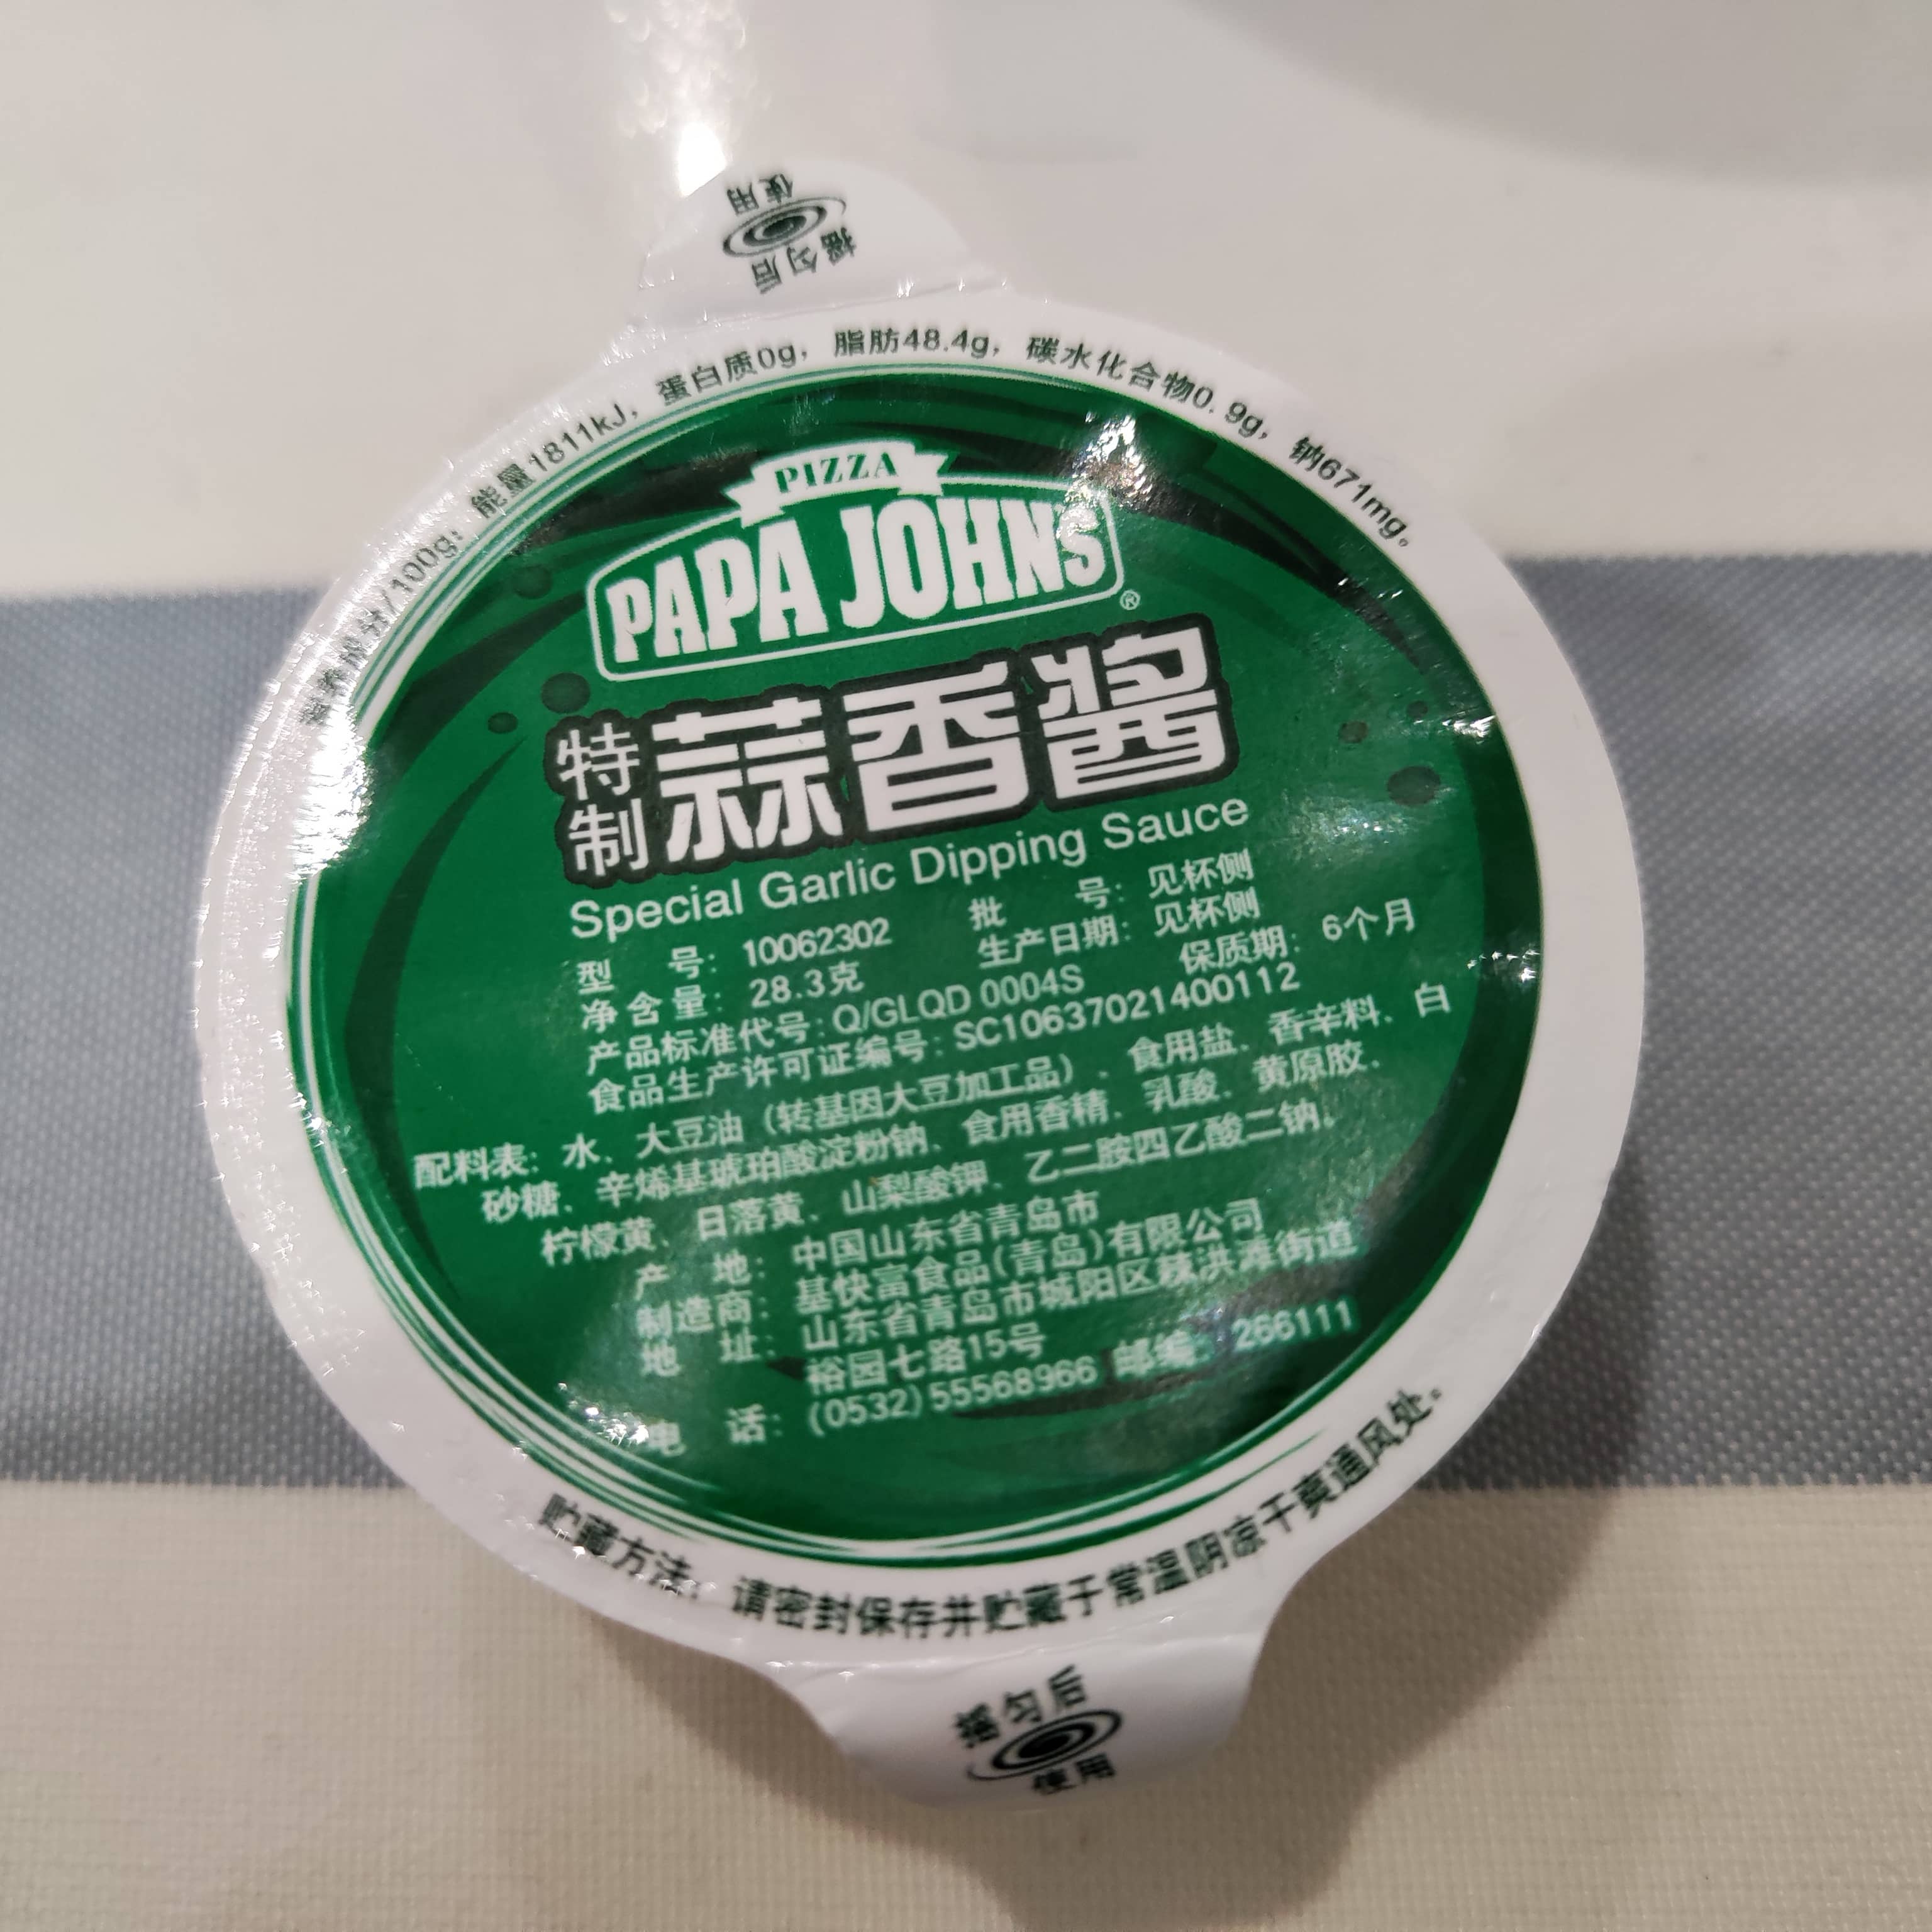 摇匀后
使用
营养成分/100g：能量1811kJ，蛋白质0g，脂肪48.4g，碳水化合物0.9g，钠671mg。
PIZZA
PAPA JOHN'S®
特制
蒜香酱
Special Garlic Dipping Sauce
型号：10062302 批号：见杯侧
净含量：28.3克 生产日期：见杯侧
产品标准代号：Q/GLQD 0004S 保质期：6个月
食品生产许可证编号：SC10637021400112
配料表：水、大豆油（转基因大豆加工品）、食用盐、香辛料、白
砂糖、辛烯基琥珀酸淀粉钠、食用香精、乳酸、黄原胶、
柠檬黄、日落黄、山梨酸钾、乙二胺四乙酸二钠。
产地：中国山东省青岛市
制造商：基快富食品(青岛)有限公司
地址：山东省青岛市城阳区棘洪滩街道
裕园七路15号
电话：(0532)55568966 邮编：266111
贮藏方法：请密封保存并贮藏于常温阴凉干爽通风处。
摇匀后
使用